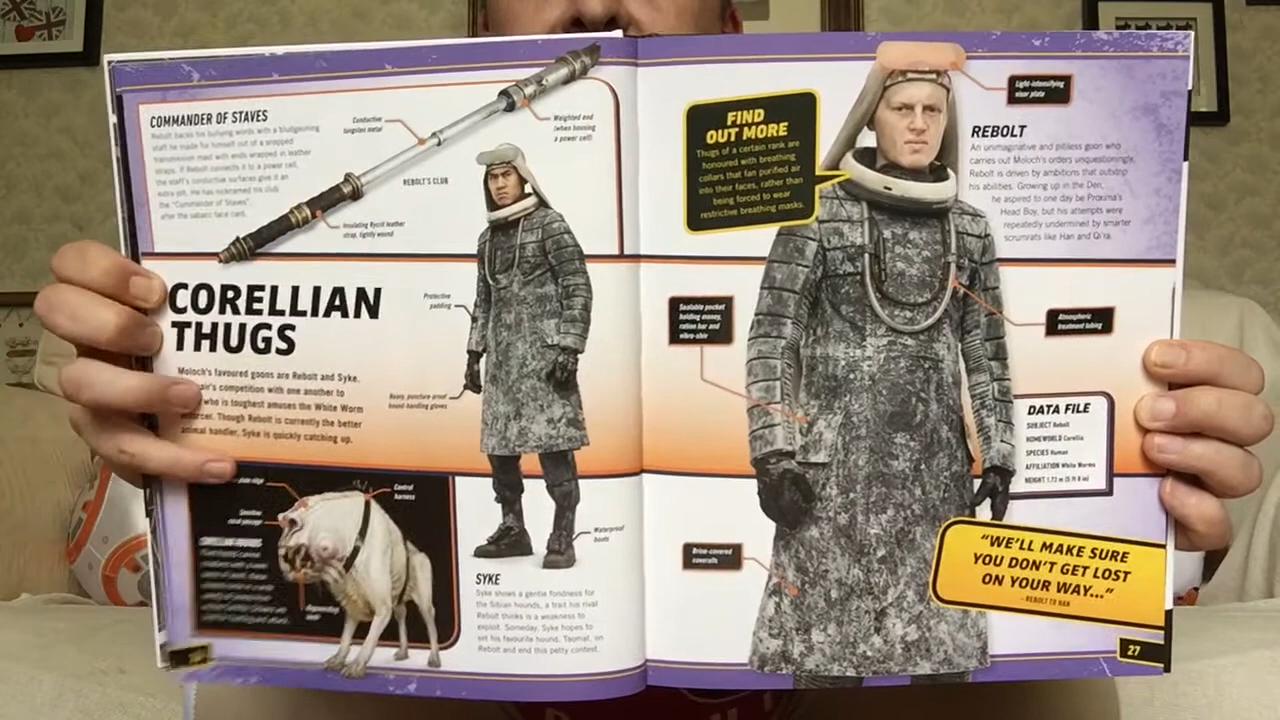 COMMANDER OF STAVES
Rebolt backs his bullying words with a bludgeoning
staff he made for himself out of a snapped
transmission mast with ends wrapped in leather
straps. If Rebolt connects it to a power cell,
the staff's conductive surfaces give it an
extra jolt. He has nicknamed his club
the "Commander of Staves",
after the sabacc face card.
Conductive
tungsten metal
Weighted end
(when housing
a power cell)
REBOLT'S CLUB
Insulating Rycrit leather
strap, tightly wound
CORELLIAN
THUGS
Moloch's favoured goons are Rebolt and Syke.
air's competition with one another to
who is toughest amuses the White Worm
Though Rebolt is currently the better
animal handler, Syke is quickly catching up.
Protective
padding
Heavy, puncture-proof
hound-handling gloves
Control
harness
Sensitive
Waterproof
boots
SYKE
Syke shows a gentle fondness for
the Sibian hounds, a trait his rival
Rebolt thinks is a weakness to
exploit. Someday, Syke hopes to
set his favourite hound, Taomat, on
Rebolt and end this petty contest.
FIND
OUT MORE
Thugs of a certain rank are
honoured with breathing
collars that fan purified air
into their faces, rather than
being forced to wear
restrictive breathing masks.
Light-intensifying
visor plate
REBOLT
An unimaginative and pitiless goon who
carries out Moloch's orders unquestioningly,
Rebolt is driven by ambitions that outstrip
his abilities. Growing up in the Den,
he aspired to one day be Proxima's
Head Boy, but his attempts were
repeatedly undermined by smarter
scrumrats like Han and Qi'ra.
Sealable pocket
holding money,
ration bar and
vibro-shiv
Atmospheric
treatment tubing
Brine-covered
coveralls
DATA FILE
SUBJECT Rebolt
HOMEWORLD Corellia
SPECIES Human
AFFILIATION White Worms
HEIGHT 1.73 m (5 ft 8 in)
"WE'LL MAKE SURE
YOU DON'T GET LOST
ON YOUR WAY..."
- REBOLT TO HAN
27